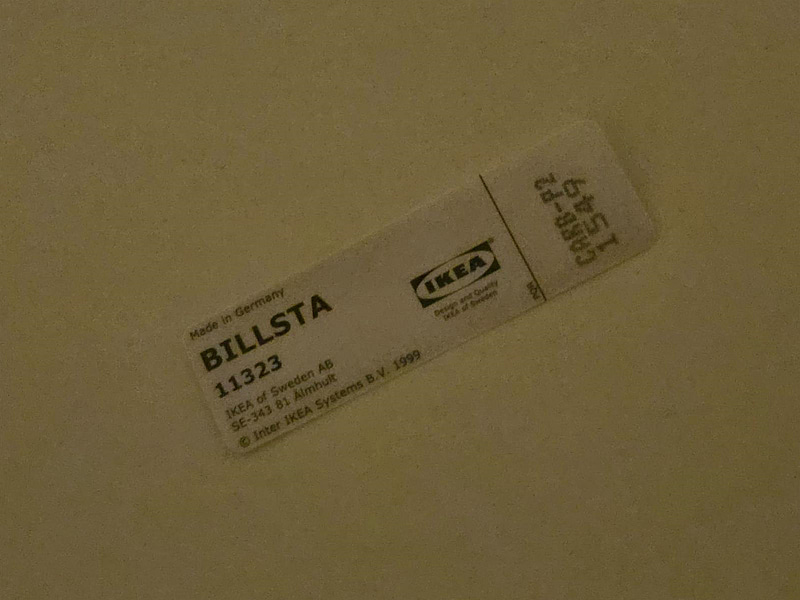 Made in Germany
BILLSTA
11323
IKEA of Sweden AB
SE-343 81 Älmhult
© Inter IKEA Systems B.V. 1999
IKEA®
Design and Quality
IKEA of Sweden
CARB-P2
1549